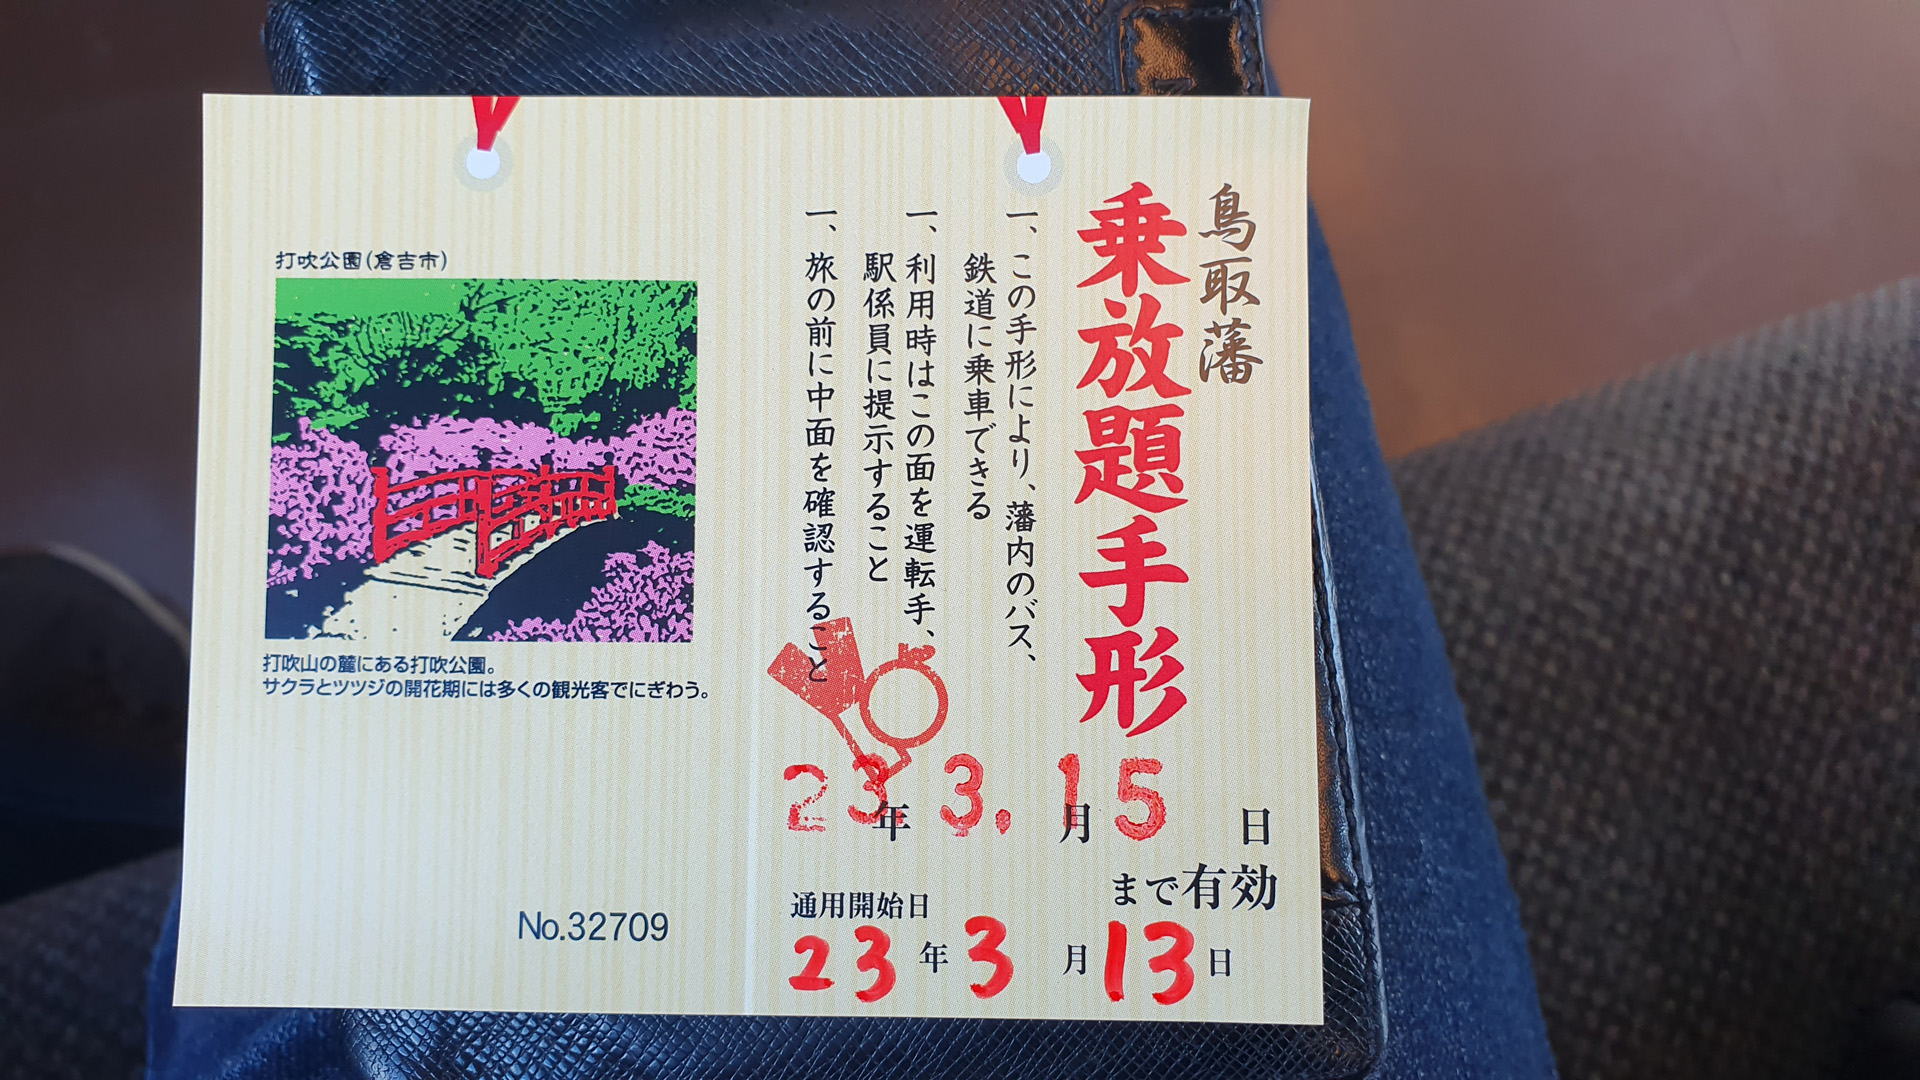 鳥取藩
乗放題手形
一、この手形により、藩内のバス、
鉄道に乗車できる
一、利用時はこの面を運転手、
駅係員に提示すること
一、旅の前に中面を確認すること
23年 3.月15日
まで有効
通用開始日
23年3月13日
打吹公園(倉吉市)
打吹山の麓にある打吹公園。
サクラとツツジの開花期には多くの観光客でにぎわう。
No.32709